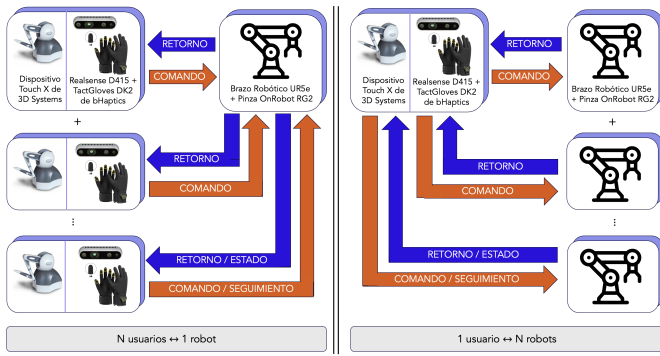 RETORNO
COMANDO
Dispositivo
Touch X de
3D Systems
Realsense D415 +
TactGloves DK2
de bHaptics
Brazo Robótico UR5e
+ Pinza OnRobot RG2
+
RETORNO
COMANDO
⋮
RETORNO / ESTADO
COMANDO / SEGUIMIENTO
N usuarios ↔ 1 robot
RETORNO
COMANDO
Dispositivo
Touch X de
3D Systems
Realsense D415 +
TactGloves DK2
de bHaptics
Brazo Robótico UR5e
+ Pinza OnRobot RG2
+
RETORNO
COMANDO
⋮
RETORNO / ESTADO
COMANDO / SEGUIMIENTO
1 usuario ↔ N robots